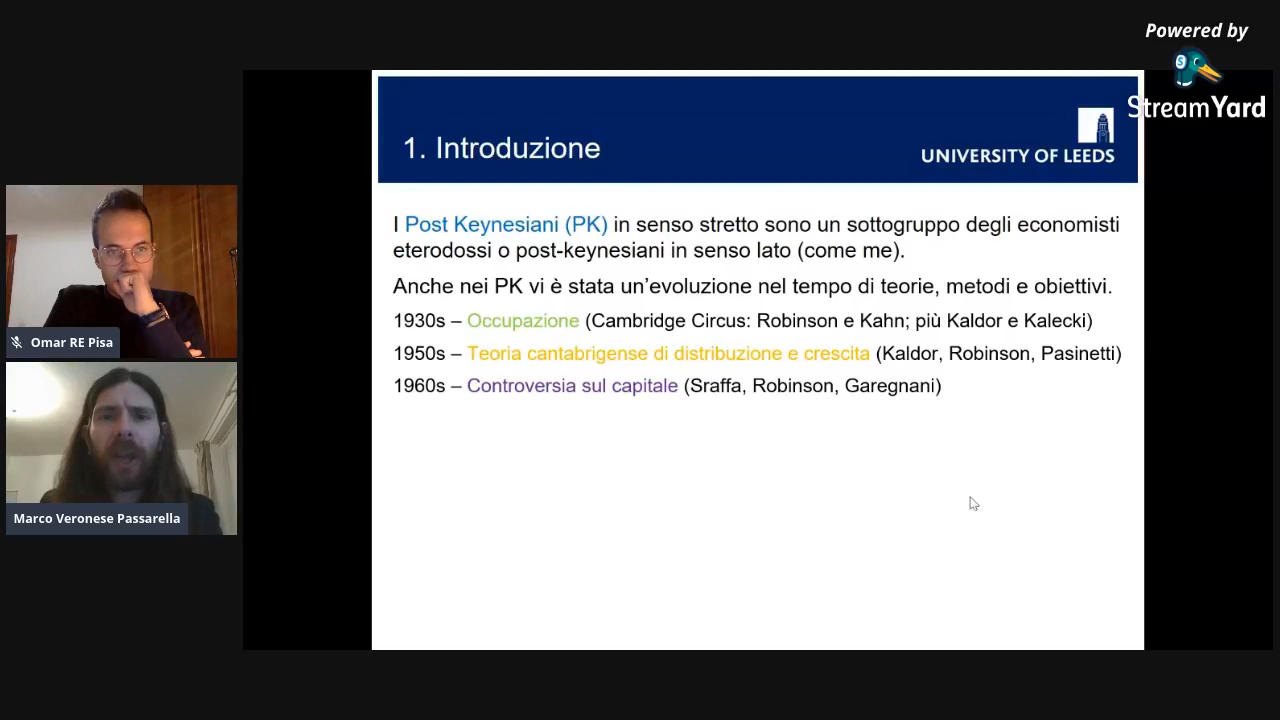 Powered by
StreamYard
1. Introduzione
UNIVERSITY OF LEEDS
I Post Keynesiani (PK) in senso stretto sono un sottogruppo degli economisti
eterodossi o post-keynesiani in senso lato (come me).
Anche nei PK vi è stata un’evoluzione nel tempo di teorie, metodi e obiettivi.
1930s – Occupazione (Cambridge Circus: Robinson e Kahn; più Kaldor e Kalecki)
1950s – Teoria cantabrigense di distribuzione e crescita (Kaldor, Robinson, Pasinetti)
1960s – Controversia sul capitale (Sraffa, Robinson, Garegnani)
Omar RE Pisa
Marco Veronese Passarella